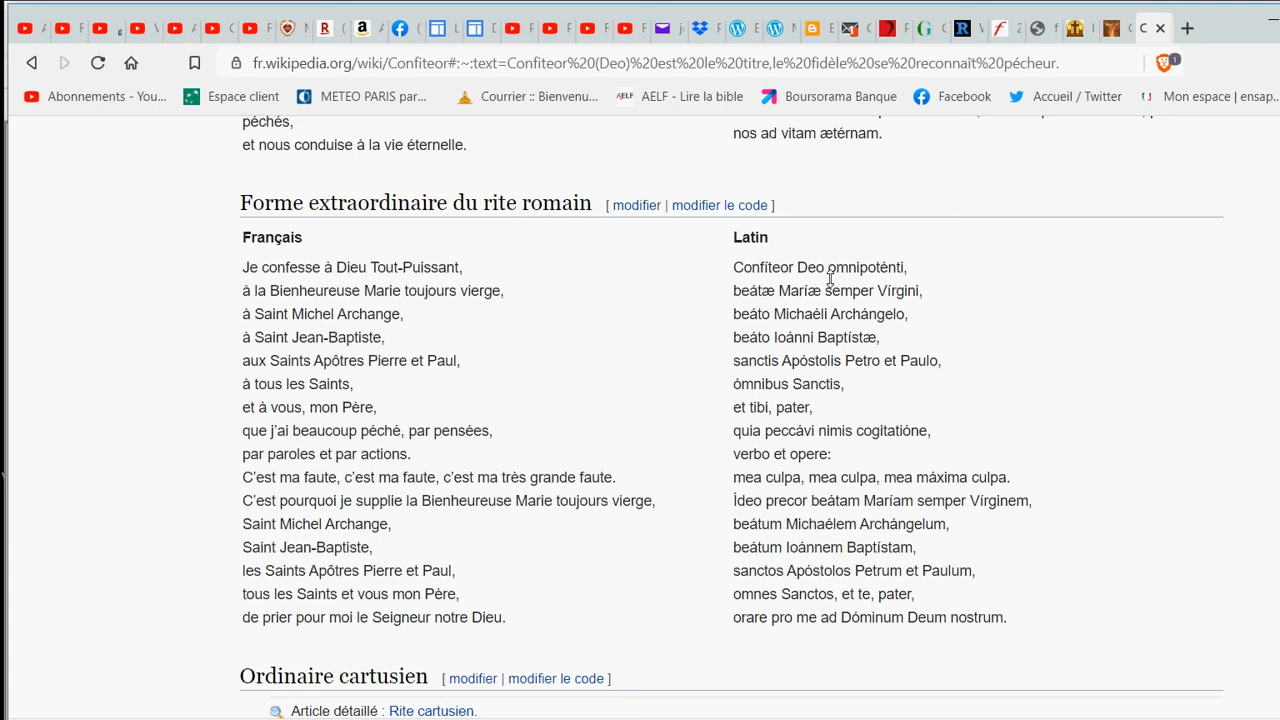 fr.wikipedia.org/wiki/Confiteor#:~:text=Confiteor%20(Deo)%20est%20le%20titre,le%20fidèle%20se%20reconnaît%20pécheur.
1
Abonnements - You... Espace client METEO PARIS par... Courrier :: Bienvenu... AELF AELF - Lire la bible Boursorama Banque Facebook Accueil / Twitter Mon espace | ensap...
péchés,
et nous conduise à la vie éternelle.
nos ad vitam ætérnam.
Forme extraordinaire du rite romain [ modifier | modifier le code ]
Français
Je confesse à Dieu Tout-Puissant,
à la Bienheureuse Marie toujours vierge,
à Saint Michel Archange,
à Saint Jean-Baptiste,
aux Saints Apôtres Pierre et Paul,
à tous les Saints,
et à vous, mon Père,
que j’ai beaucoup péché, par pensées,
par paroles et par actions.
C’est ma faute, c’est ma faute, c’est ma très grande faute.
C’est pourquoi je supplie la Bienheureuse Marie toujours vierge,
Saint Michel Archange,
Saint Jean-Baptiste,
les Saints Apôtres Pierre et Paul,
tous les Saints et vous mon Père,
de prier pour moi le Seigneur notre Dieu.
Latin
Confíteor Deo omnipoténti,
beátæ Maríæ semper Vírgini,
beáto Michaéli Archángelo,
beáto Ioánni Baptístæ,
sanctis Apóstolis Petro et Paulo,
ómnibus Sanctis,
et tibi, pater,
quia peccávi nimis cogitatióne,
verbo et opere:
mea culpa, mea culpa, mea máxima culpa.
Ídeo precor beátam Maríam semper Vírginem,
beátum Michaélem Archángelum,
beátum Ioánnem Baptístam,
sanctos Apóstolos Petrum et Paulum,
omnes Sanctos, et te, pater,
orare pro me ad Dóminum Deum nostrum.
Ordinaire cartusien [ modifier | modifier le code ]
Article détaillé : Rite cartusien.